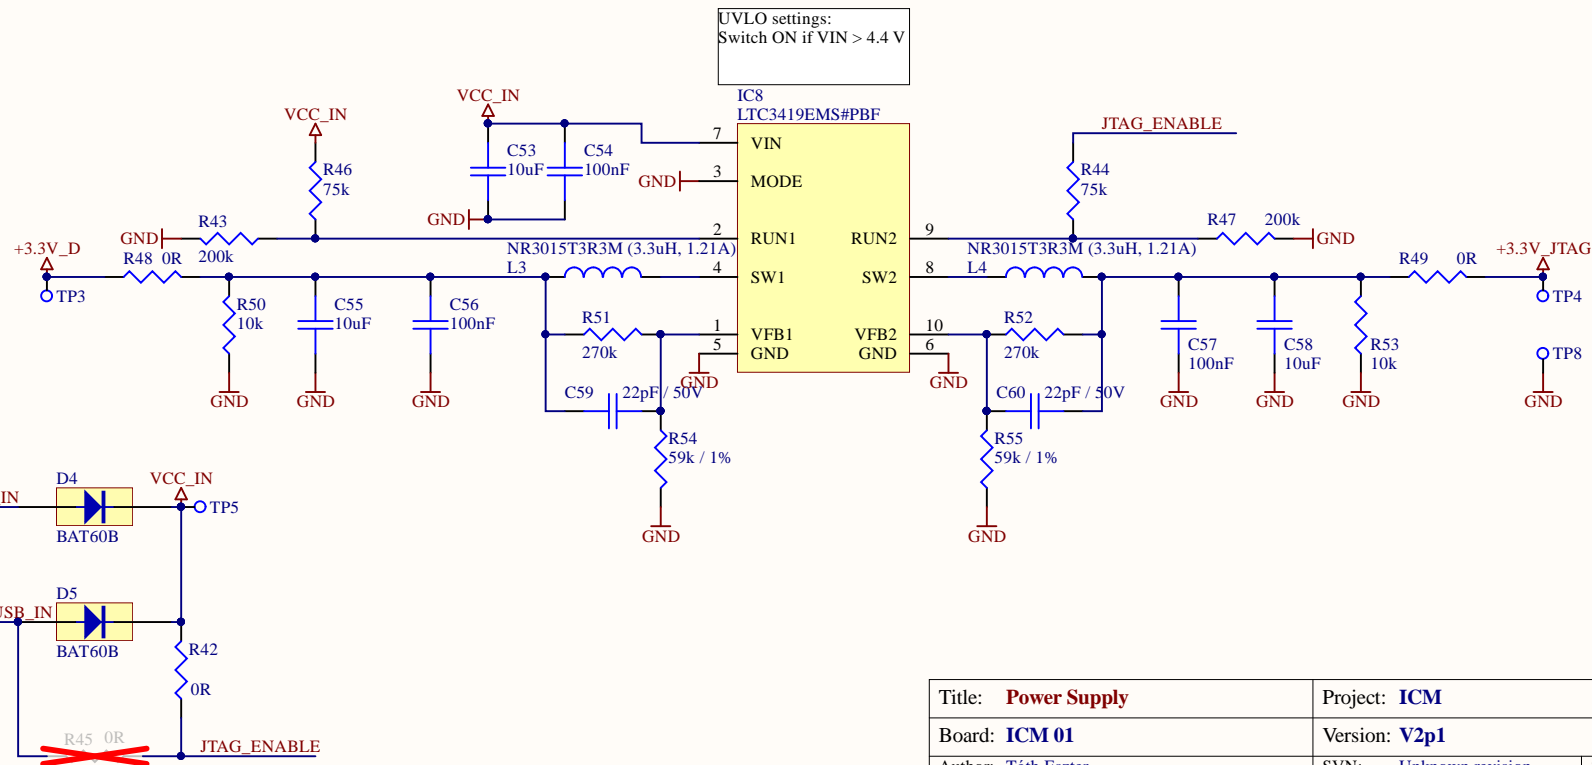 UVLO settings:
Switch ON if VIN > 4.4 V
IC8
LTC3419EMS#PBF
VCC_IN
VCC_IN
JTAG_ENABLE
7
VIN
C53
10uF
C54
100nF
R46
75k
3
MODE
GND
R44
75k
GND
R43
200k
GND
2
RUN1
RUN2
9
R47
200k
GND
+3.3V_D
R48 0R
NR3015T3R3M (3.3uH, 1.21A)
L3
4
SW1
SW2
8
NR3015T3R3M (3.3uH, 1.21A)
L4
R49
0R
+3.3V_JTAG
TP3
TP4
R50
10k
C55
10uF
C56
100nF
R51
270k
1
VFB1
5
GND
VFB2
10
GND
6
R52
270k
C57
100nF
C58
10uF
R53
10k
TP8
GND
GND
GND
GND
GND
GND
GND
GND
GND
C59
22pF / 50V
C60
22pF / 50V
R54
59k / 1%
R55
59k / 1%
GND
GND
IN
D4
BAT60B
VCC_IN
TP5
USB_IN
D5
BAT60B
R42
0R
R45 0R
JTAG_ENABLE
Title: Power Supply
Project: ICM
Board: ICM 01
Version: V2p1